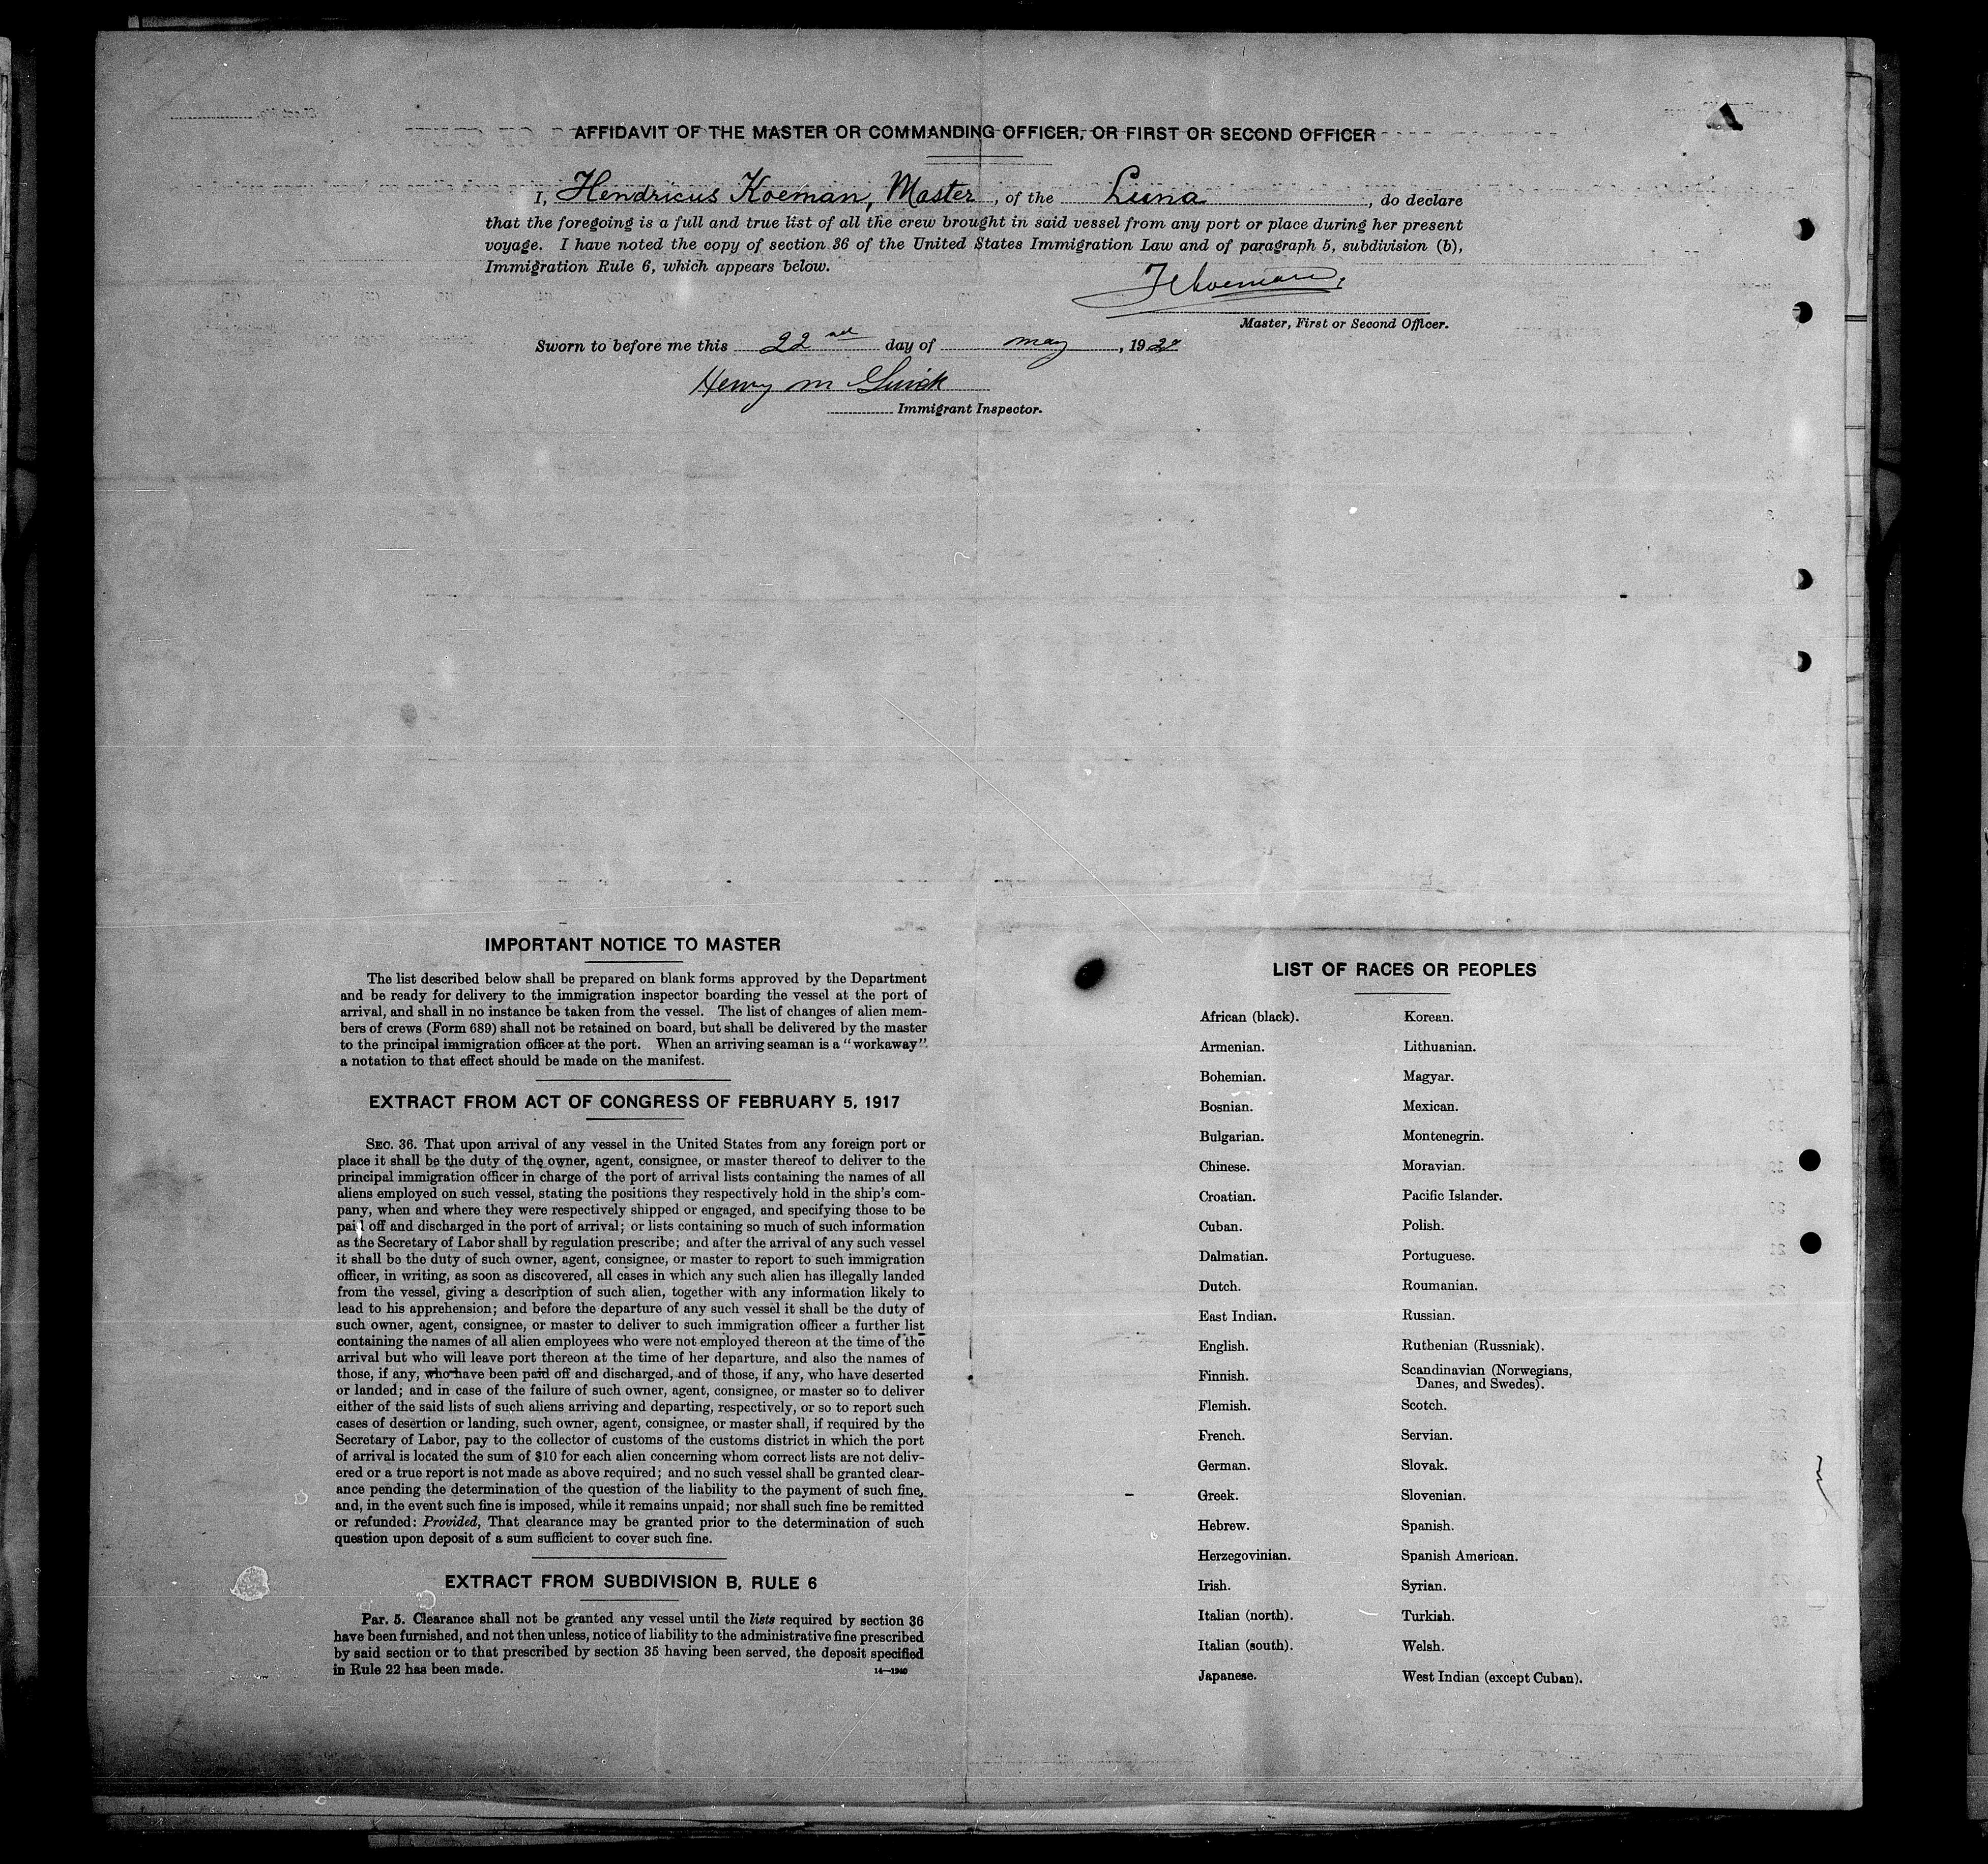 AFFIDAVIT OF THE MASTER OR COMMANDING OFFICER, OR FIRST OR SECOND OFFICER
I, Hendricus Koeman, Master, of the Luna, do declare
that the foregoing is a full and true list of all the crew brought in said vessel from any port or place during her present
voyage. I have noted the copy of section 36 of the United States Immigration Law and of paragraph 5, subdivision (b),
Immigration Rule 6, which appears below.
HKoeman
Master, First or Second Officer.
Sworn to before me this 22nd day of May, 1920
Henry M
Immigrant Inspector.
IMPORTANT NOTICE TO MASTER
The list described below shall be prepared on blank forms approved by the Department
and be ready for delivery to the immigration inspector boarding the vessel at the port of
arrival, and shall in no instance be taken from the vessel. The list of changes of alien mem-
bers of crews (Form 689) shall not be retained on board, but shall be delivered by the master
to the principal immigration officer at the port. When an arriving seaman is a "workaway"
a notation to that effect should be made on the manifest.
EXTRACT FROM ACT OF CONGRESS OF FEBRUARY 5, 1917
SEC. 36. That upon arrival of any vessel in the United States from any foreign port or
place it shall be the duty of the owner, agent, consignee, or master thereof to deliver to the
principal immigration officer in charge of the port of arrival lists containing the names of all
aliens employed on such vessel, stating the positions they respectively hold in the ship's com-
pany, when and where they were respectively shipped or engaged, and specifying those to be
paid off and discharged in the port of arrival; or lists containing so much of such information
as the Secretary of Labor shall by regulation prescribe; and after the arrival of any such vessel
it shall be the duty of such owner, agent, consignee, or master to report to such immigration
officer, in writing, as soon as discovered, all cases in which any such alien has illegally landed
from the vessel, giving a description of such alien, together with any information likely to
lead to his apprehension; and before the departure of any such vessel it shall be the duty of
such owner, agent, consignee, or master to deliver to such immigration officer a further list
containing the names of all alien employees who were not employed thereon at the time of the
arrival but who will leave port thereon at the time of her departure, and also the names of
those, if any, who have been paid off and discharged, and of those, if any, who have deserted
or landed; and in case of the failure of such owner, agent, consignee, or master so to deliver
either of the said lists of such aliens arriving and departing, respectively, or so to report such
cases of desertion or landing, such owner, agent, consignee, or master shall, if required by the
Secretary of Labor, pay to the collector of customs of the customs district in which the port
of arrival is located the sum of $10 for each alien concerning whom correct lists are not deliv-
ered or a true report is not made as above required; and no such vessel shall be granted clear-
ance pending the determination of the question of the liability to the payment of such fine,
and, in the event such fine is imposed, while it remains unpaid; nor shall such fine be remitted
or refunded: Provided, That clearance may be granted prior to the determination of such
question upon deposit of a sum sufficient to cover such fine.
EXTRACT FROM SUBDIVISION B, RULE 6
Par. 5. Clearance shall not be granted any vessel until the lists required by section 36
have been furnished, and not then unless, notice of liability to the administrative fine prescribed
by said section or to that prescribed by section 35 having been served, the deposit specified
in Rule 22 has been made.
14—1940
LIST OF RACES OR PEOPLES
African (black).
Armenian.
Bohemian.
Bosnian.
Bulgarian.
Chinese.
Croatian.
Cuban.
Dalmatian.
Dutch.
East Indian.
English.
Finnish.
Flemish.
French.
German.
Greek.
Hebrew.
Herzegovinian.
Irish.
Italian (north).
Italian (south).
Japanese.
Korean.
Lithuanian.
Magyar.
Mexican.
Montenegrin.
Moravian.
Pacific Islander.
Polish.
Portuguese.
Roumanian.
Russian.
Ruthenian (Russniak).
Scandinavian (Norwegians,
Danes, and Swedes).
Scotch.
Servian.
Slovak.
Slovenian.
Spanish.
Spanish American.
Syrian.
Turkish.
Welsh.
West Indian (except Cuban).